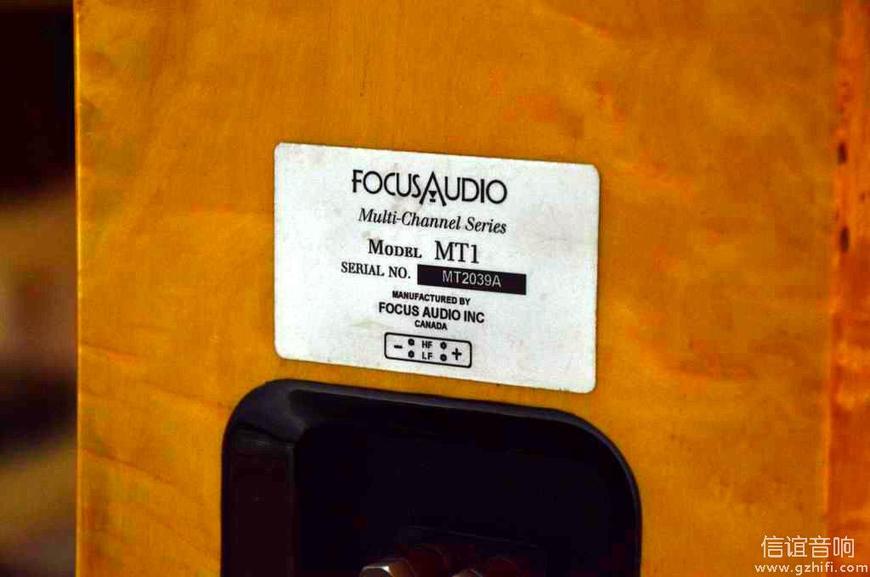 FOCUSAUDIO
Multi-Channel Series
MODEL MT1
SERIAL NO. MT2039A
MANUFACTURED BY
FOCUS AUDIO INC
CANADA
- HF +
LF
信谊音响
www.gzhifi.com